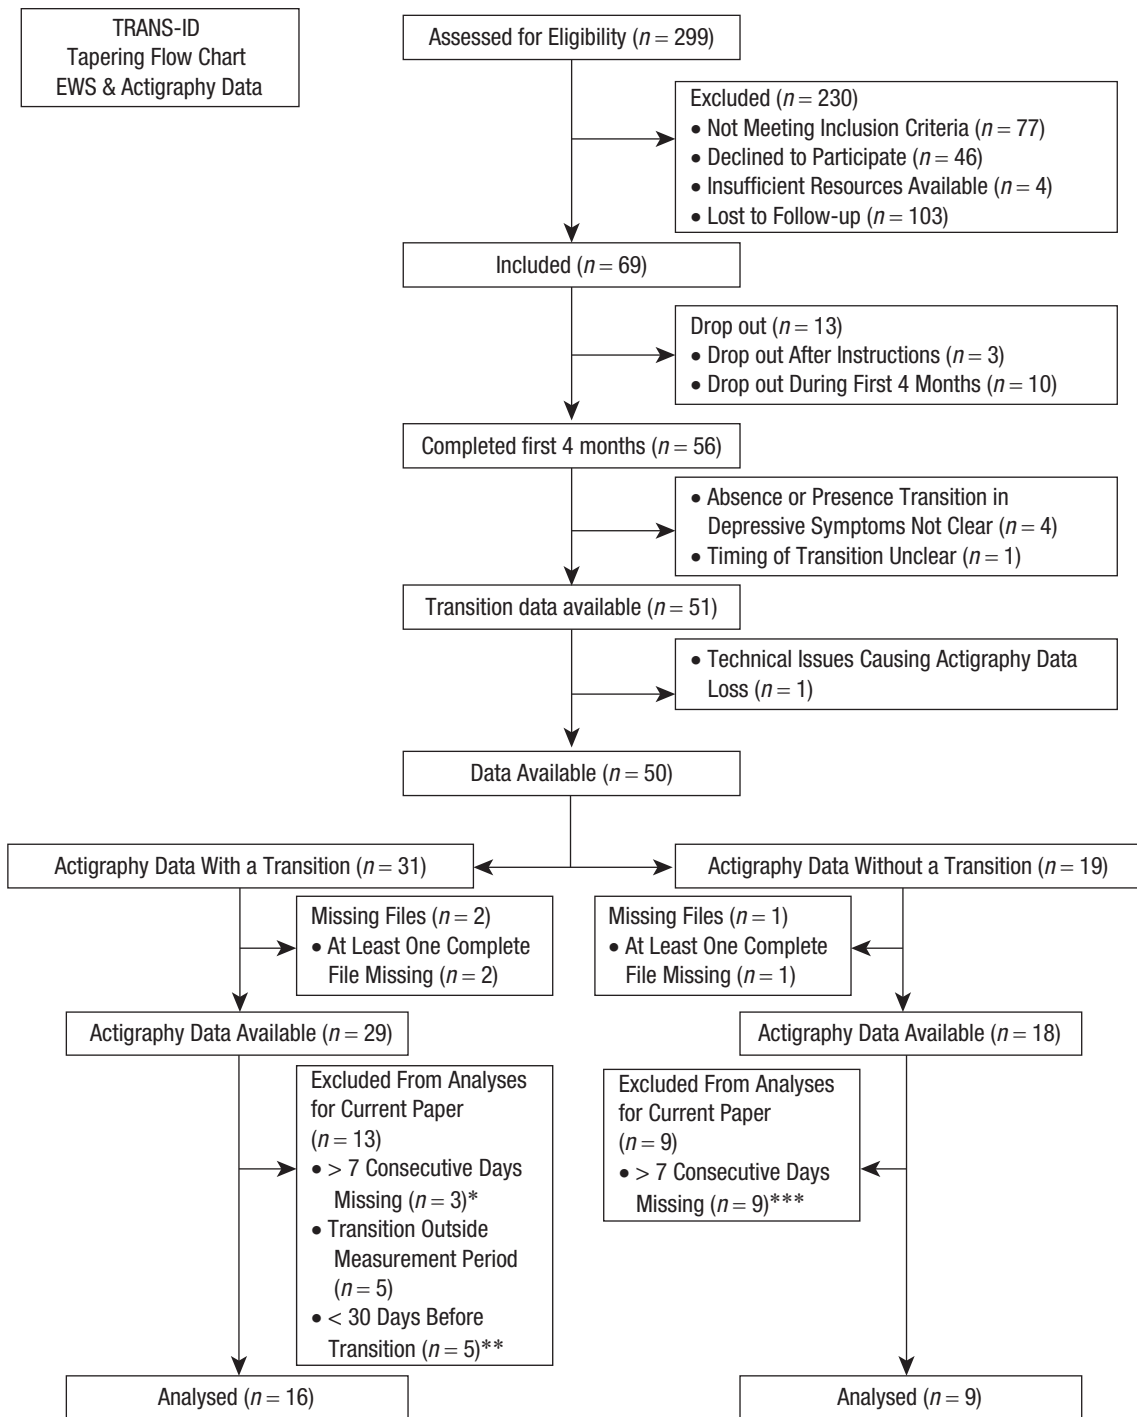 TRANS-ID
Tapering Flow Chart
EWS & Actigraphy Data
Assessed for Eligibility (n = 299)
Excluded (n = 230)
• Not Meeting Inclusion Criteria (n = 77)
• Declined to Participate (n = 46)
• Insufficient Resources Available (n = 4)
• Lost to Follow-up (n = 103)
Included (n = 69)
Drop out (n = 13)
• Drop out After Instructions (n = 3)
• Drop out During First 4 Months (n = 10)
Completed first 4 months (n = 56)
• Absence or Presence Transition in
Depressive Symptoms Not Clear (n = 4)
• Timing of Transition Unclear (n = 1)
Transition data available (n = 51)
• Technical Issues Causing Actigraphy Data
Loss (n = 1)
Data Available (n = 50)
Actigraphy Data With a Transition (n = 31)
Actigraphy Data Without a Transition (n = 19)
Missing Files (n = 2)
• At Least One Complete
File Missing (n = 2)
Missing Files (n = 1)
• At Least One Complete
File Missing (n = 1)
Actigraphy Data Available (n = 29)
Actigraphy Data Available (n = 18)
Excluded From Analyses
for Current Paper
(n = 13)
• > 7 Consecutive Days
Missing (n = 3)*
• Transition Outside
Measurement Period
(n = 5)
• < 30 Days Before
Transition (n = 5)**
Excluded From Analyses
for Current Paper
(n = 9)
• > 7 Consecutive Days
Missing (n = 9)***
Analysed (n = 16)
Analysed (n = 9)